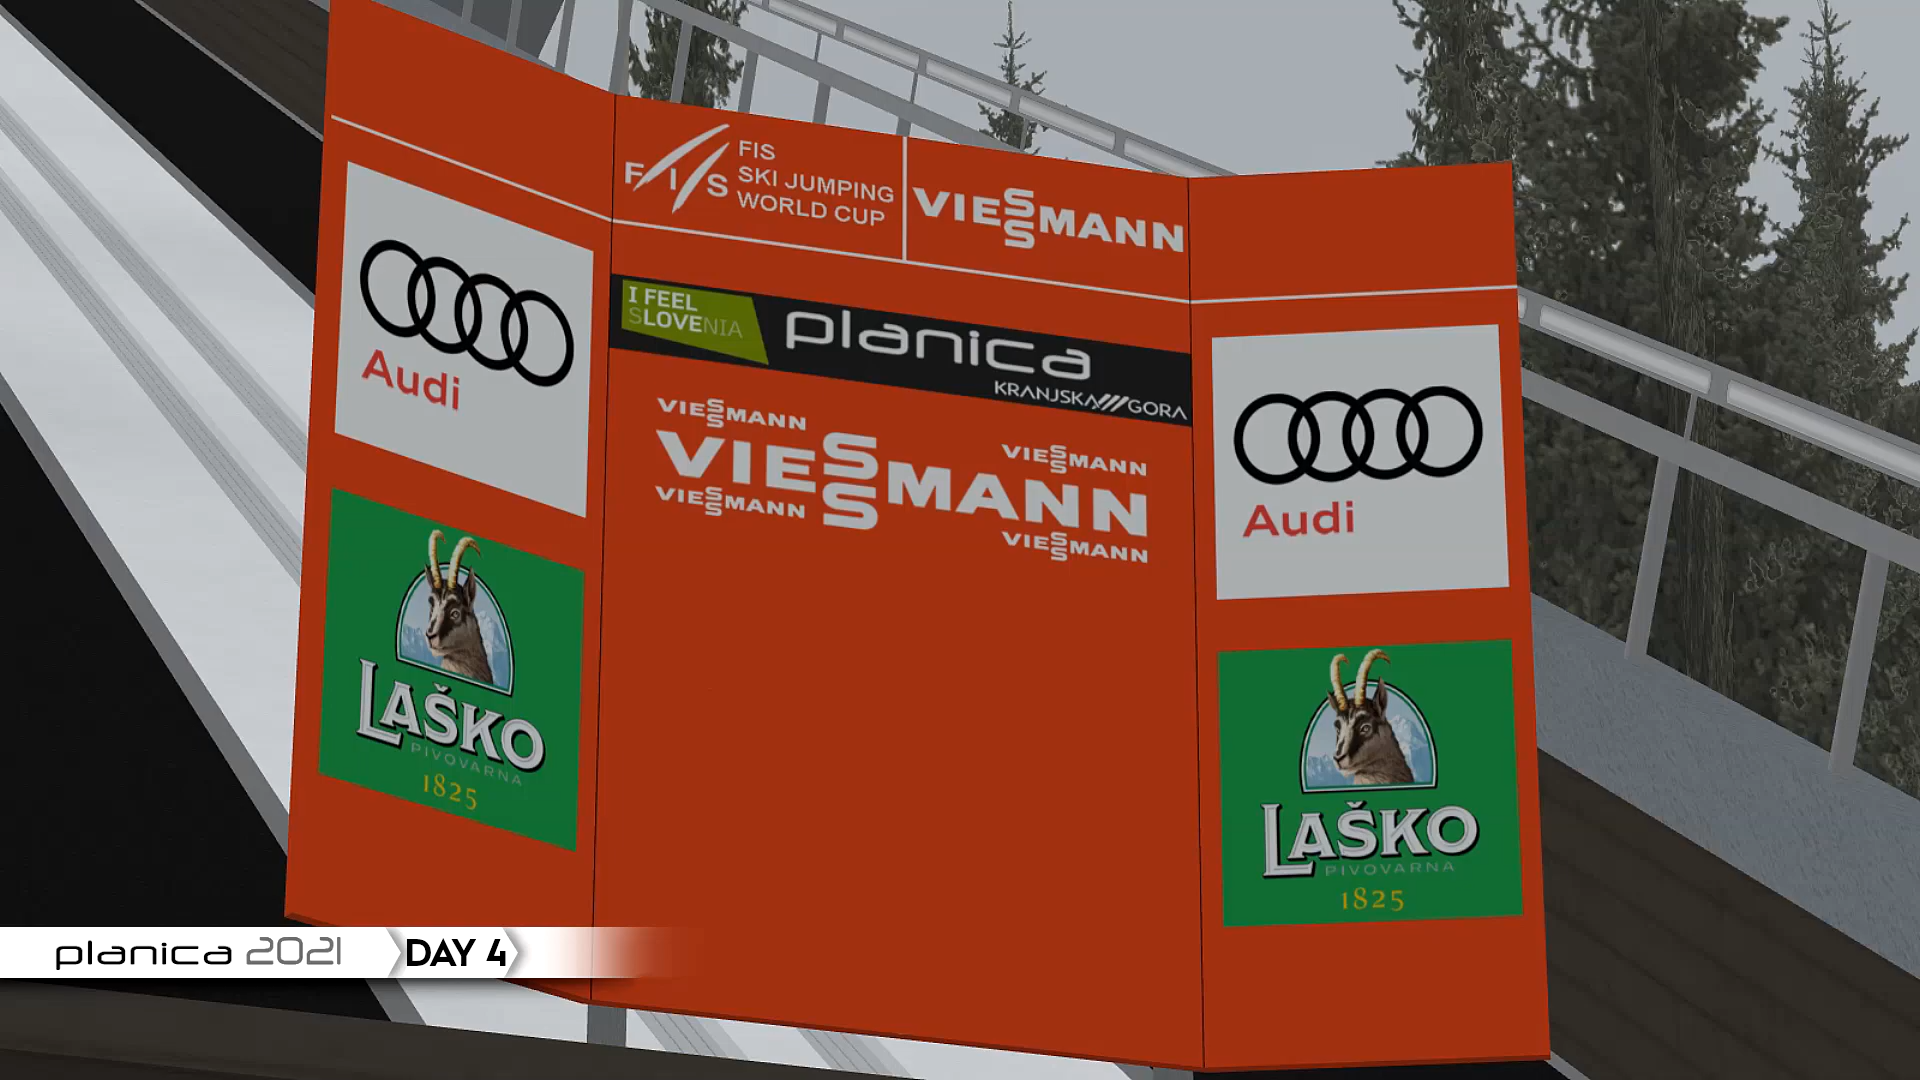 FIS
FIS
SKI JUMPING
WORLD CUP
VIESSMANN
Audi
I FEEL
SLOVENIA
planica
KRANJSKA GORA
VIESSMANN
VIESSMANN
VIESSMANN
VIESSMANN
VIESSMANN
Audi
LAŠKO
PIVOVARNA
1825
LAŠKO
PIVOVARNA
1825
planica 2021 DAY 4